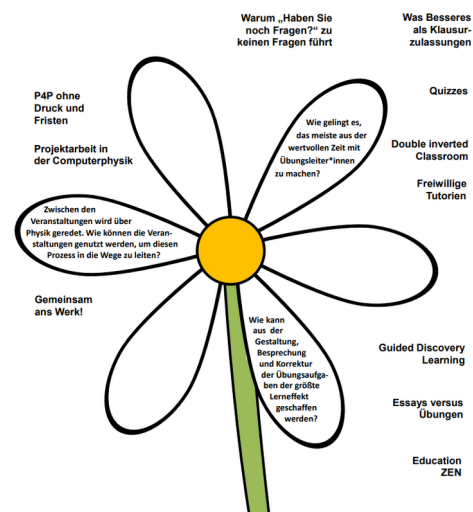 Warum „Haben Sie
noch Fragen?“ zu
keinen Fragen führt
Was Besseres
als Klausur-
zulassungen
P4P ohne
Druck und
Fristen
Quizzes
Wie gelingt es,
das meiste aus der
wertvollen Zeit mit
Übungsleiter*innen
zu machen?
Projektarbeit in
der Computerphysik
Double inverted
Classroom
Freiwillige
Tutorien
Zwischen den
Veranstaltungen wird über
Physik geredet. Wie können die Veran-
staltungen genutzt werden, um diesen
Prozess in die Wege zu leiten?
Gemeinsam
ans Werk!
Wie kann
aus der
Gestaltung,
Besprechung
und Korrektur
der Übungsaufga-
ben der größte
Lerneffekt
geschaffen
werden?
Guided Discovery
Learning
Essays versus
Übungen
Education
ZEN